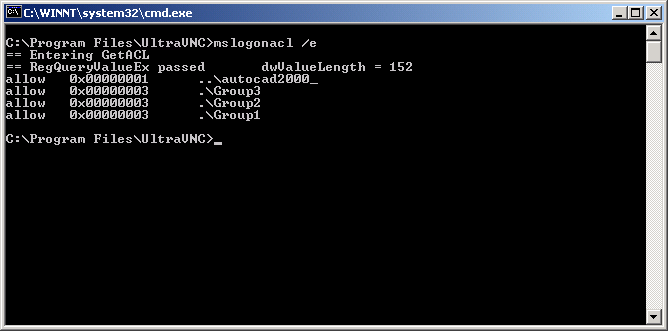 C:\WINNT\system32\cmd.exe
C:\Program Files\UltraVNC>mslogonacl /e
== Entering GetACL
== RegQueryValueEx passed       dwValueLength = 152
allow   0x00000001      ..\autocad2000_
allow   0x00000003      .\Group3
allow   0x00000003      .\Group2
allow   0x00000003      .\Group1
C:\Program Files\UltraVNC>_